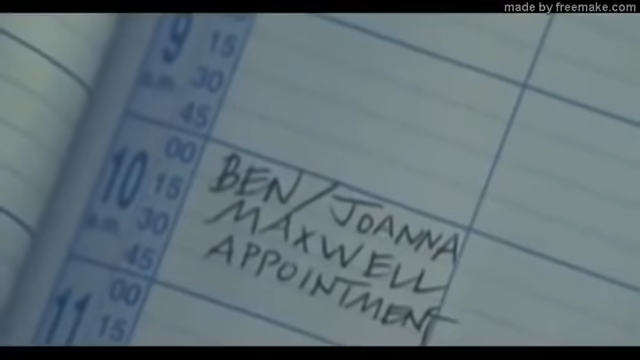 made by freemake.com
9
15
a.m. 30
45
00
10 15
a.m. 30
45
00
11 15
BEN/JOANNA
MAXWELL
APPOINTMENT